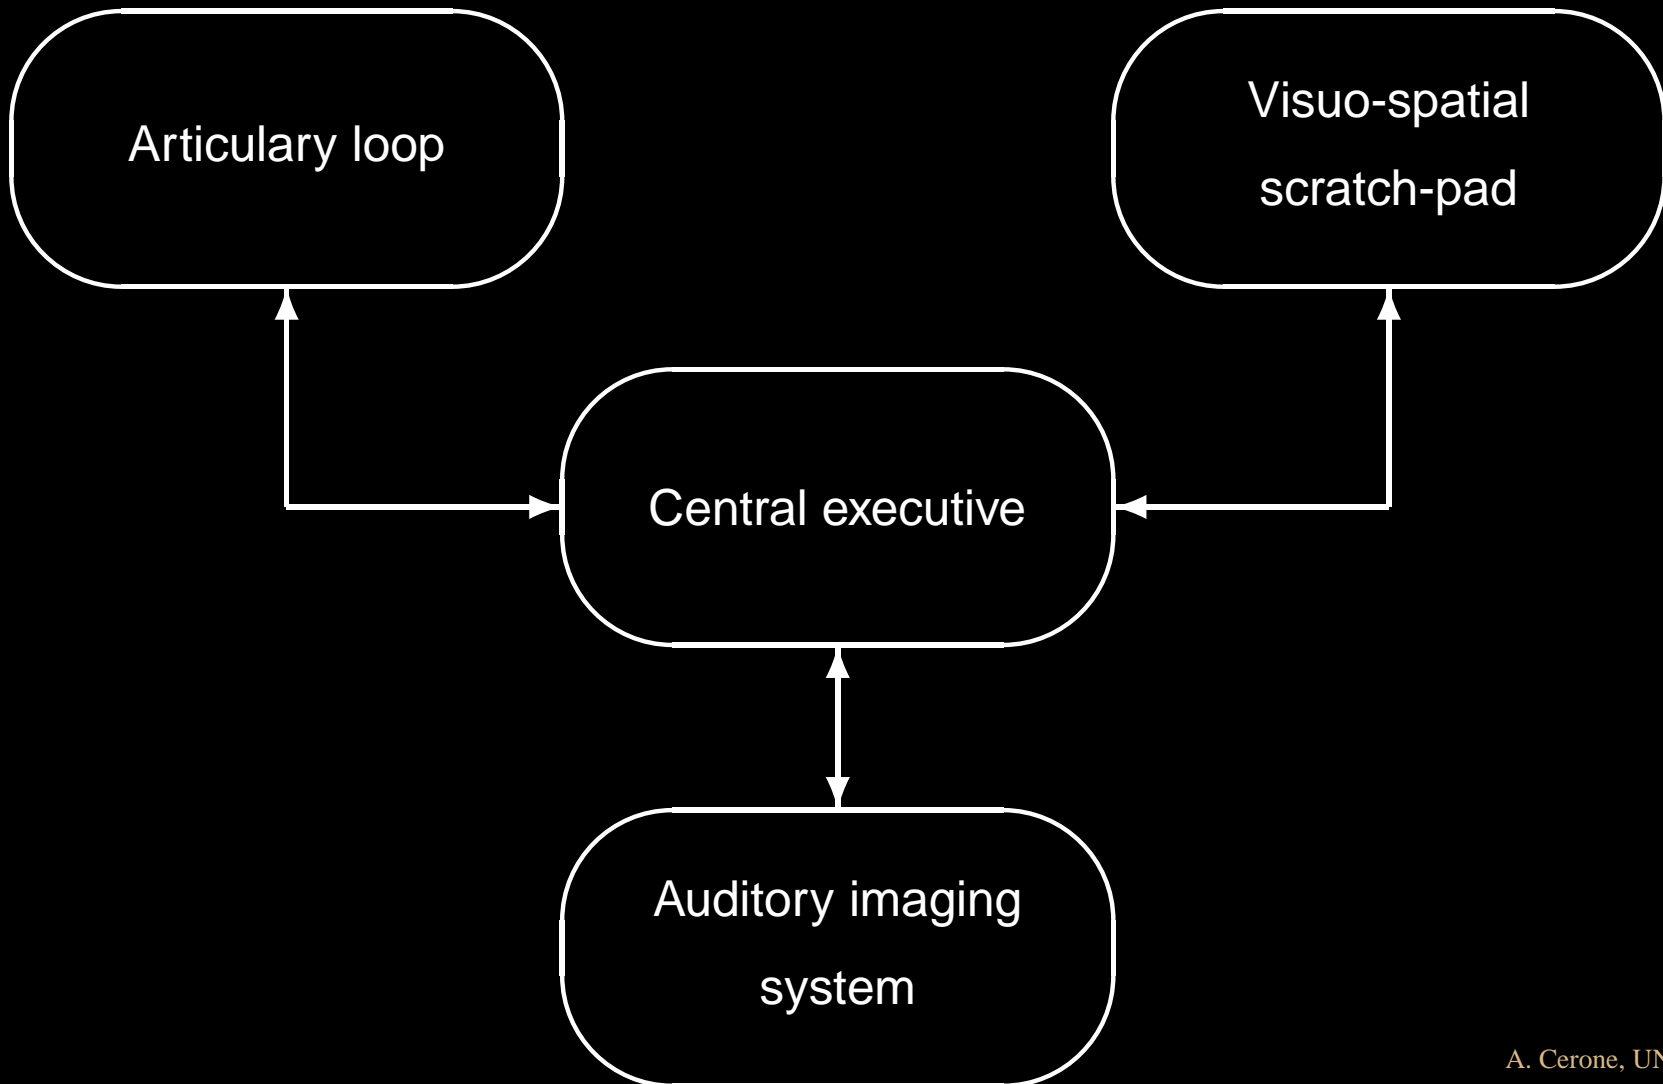 Articulary loop
Visuo-spatial
scratch-pad
Central executive
Auditory imaging
system
A. Cerone, UN